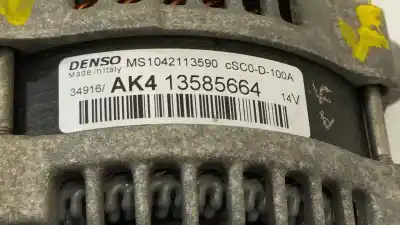 DENSO MS1042113590 cSC0-D-100A
Made in Italy
34916/ AK4 13585664 14V